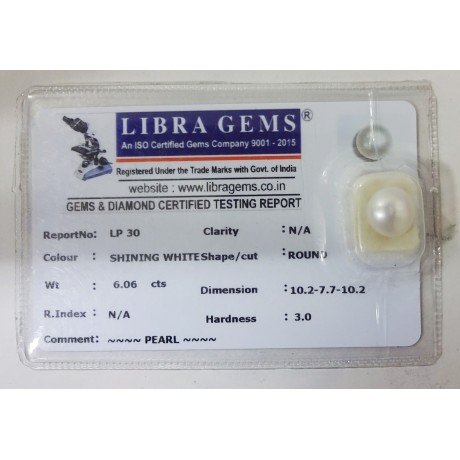 LIBRA GEMS ®
An ISO Certified Gems Company 9001 - 2015
Registered Under the Trade Marks with Govt. of India
website : www.libragems.co.in
GEMS & DIAMOND CERTIFIED TESTING REPORT
ReportNo: LP 30 Clarity : N/A
Colour : SHINING WHITE Shape/cut : ROUND
Wt : 6.06 cts Dimension : 10.2-7.7-10.2
R.Index : N/A Hardness : 3.0
Comment: ~~~~ PEARL ~~~~